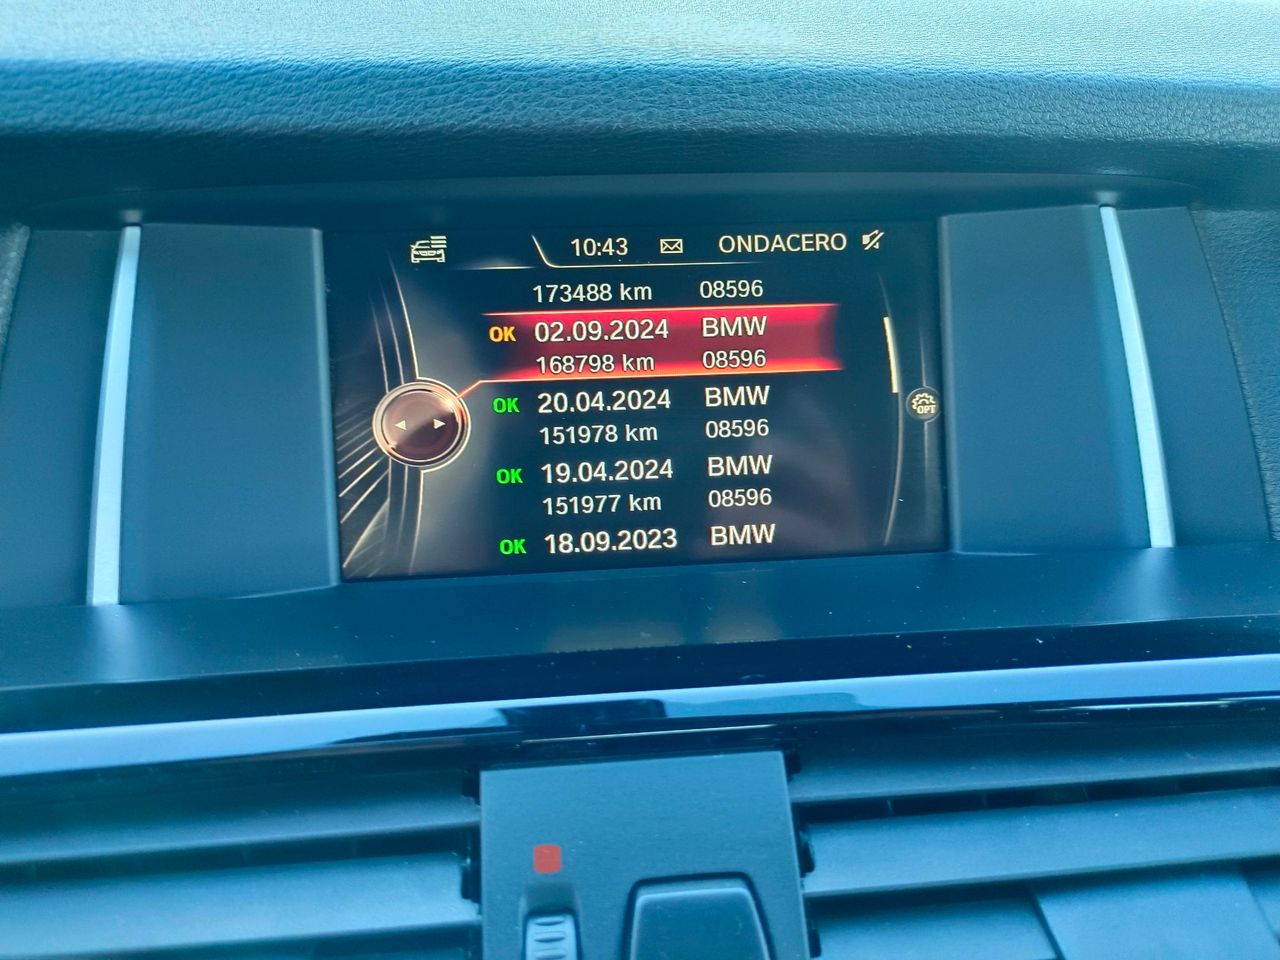 10:43 ONDACERO
173488 km 08596
OK 02.09.2024 BMW
168798 km 08596
OK 20.04.2024 BMW
151978 km 08596
OK 19.04.2024 BMW
151977 km 08596
OK 18.09.2023 BMW
OPT